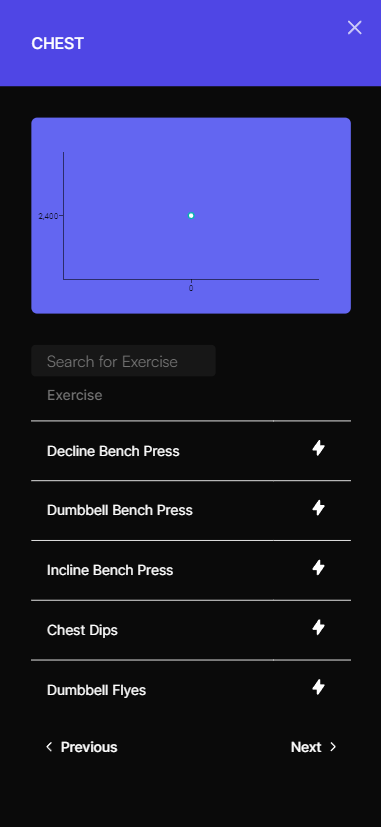 CHEST
2,400
0
Search for Exercise
Exercise
Decline Bench Press
Dumbbell Bench Press
Incline Bench Press
Chest Dips
Dumbbell Flyes
Previous Next